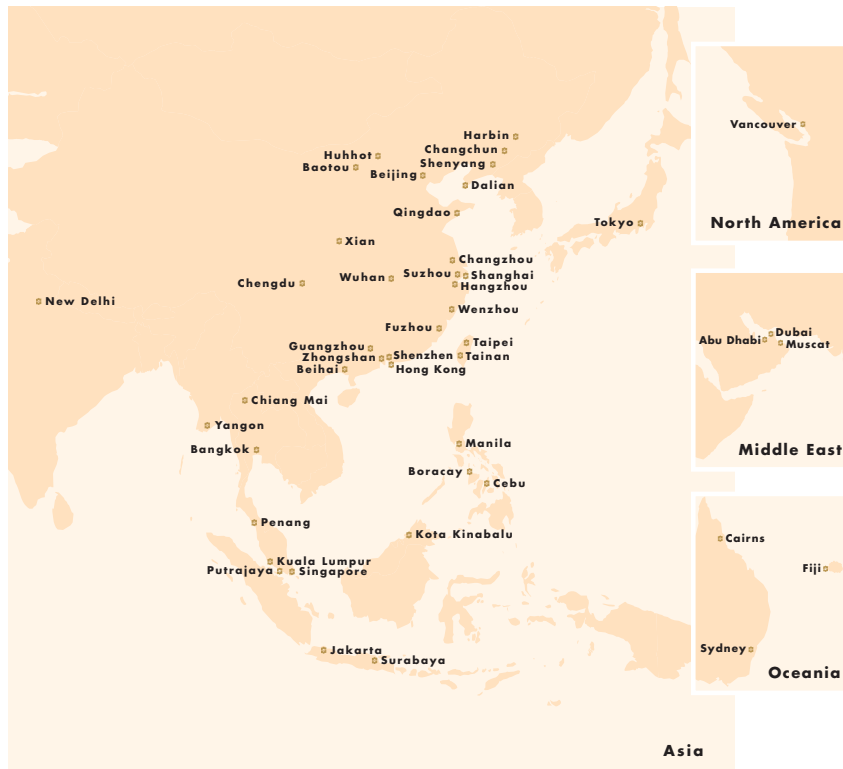 Harbin
Changchun
Huhhot
Shenyang
Baotou
Beijing
Dalian
Qingdao
Tokyo
Xian
Changzhou
Suzhou
Shanghai
Wuhan
Chengdu
Hangzhou
New Delhi
Wenzhou
Fuzhou
Taipei
Guangzhou
Zhongshan
Shenzhen
Tainan
Beihai
Hong Kong
Chiang Mai
Yangon
Manila
Bangkok
Boracay
Cebu
Penang
Kota Kinabalu
Kuala Lumpur
Putrajaya
Singapore
Jakarta
Surabaya
Asia
Vancouver
North America
Dubai
Abu Dhabi
Muscat
Middle East
Cairns
Fiji
Sydney
Oceania